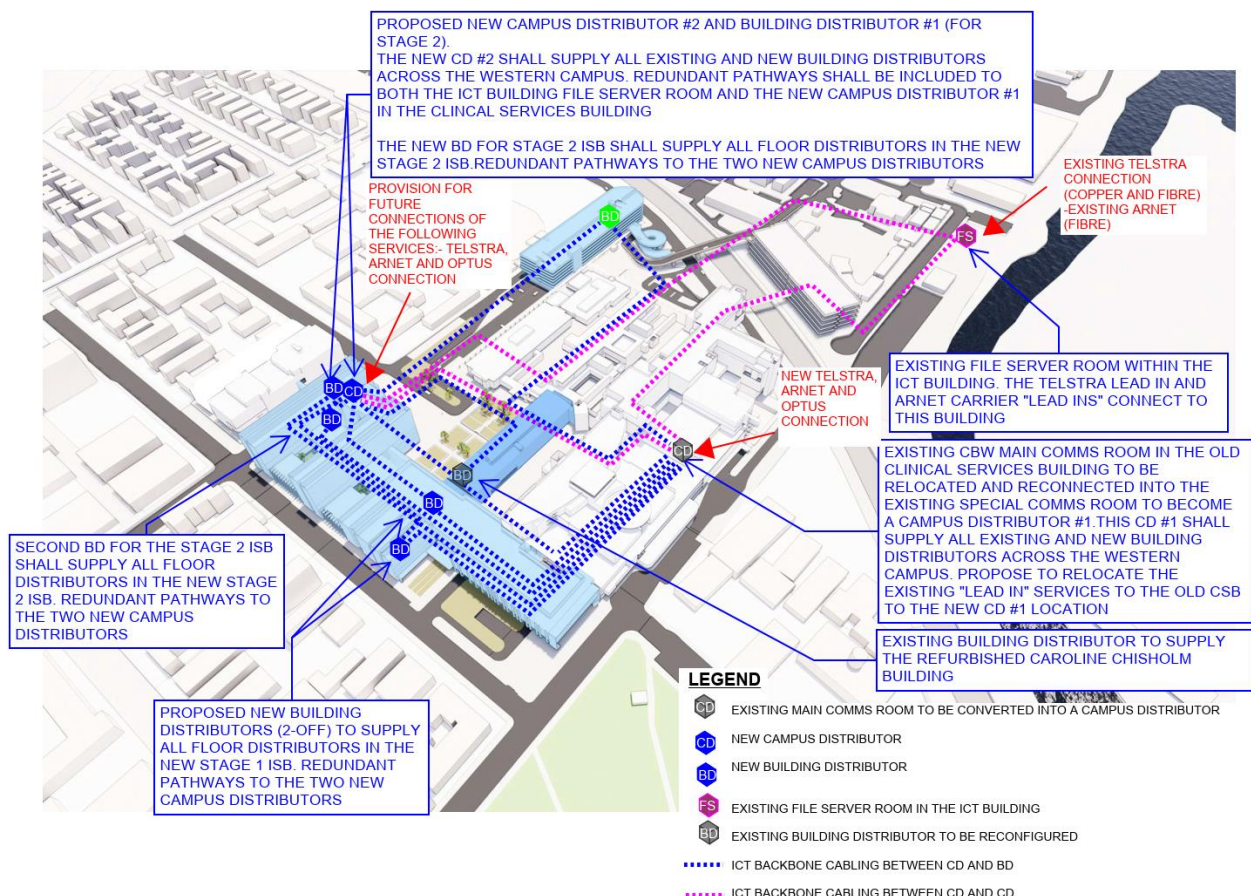 PROPOSED NEW CAMPUS DISTRIBUTOR #2 AND BUILDING DISTRIBUTOR #1 (FOR
STAGE 2).
THE NEW CD #2 SHALL SUPPLY ALL EXISTING AND NEW BUILDING DISTRIBUTORS
ACROSS THE WESTERN CAMPUS. REDUNDANT PATHWAYS SHALL BE INCLUDED TO
BOTH THE ICT BUILDING FILE SERVER ROOM AND THE NEW CAMPUS DISTRIBUTOR #1
IN THE CLINCAL SERVICES BUILDING
THE NEW BD FOR STAGE 2 ISB SHALL SUPPLY ALL FLOOR DISTRIBUTORS IN THE NEW
STAGE 2 ISB.REDUNDANT PATHWAYS TO THE TWO NEW CAMPUS DISTRIBUTORS
EXISTING TELSTRA
CONNECTION
(COPPER AND FIBRE)
-EXISTING ARNET
(FIBRE)
PROVISION FOR
FUTURE
CONNECTIONS OF
THE FOLLOWING
SERVICES:- TELSTRA,
ARNET AND OPTUS
CONNECTION
BD
FS
BD
CD
BD
BD
BD
BD
CD
NEW TELSTRA,
ARNET AND
OPTUS
CONNECTION
EXISTING FILE SERVER ROOM WITHIN THE
ICT BUILDING. THE TELSTRA LEAD IN AND
ARNET CARRIER "LEAD INS" CONNECT TO
THIS BUILDING
EXISTING CBW MAIN COMMS ROOM IN THE OLD
CLINICAL SERVICES BUILDING TO BE
RELOCATED AND RECONNECTED INTO THE
EXISTING SPECIAL COMMS ROOM TO BECOME
A CAMPUS DISTRIBUTOR #1.THIS CD #1 SHALL
SUPPLY ALL EXISTING AND NEW BUILDING
DISTRIBUTORS ACROSS THE WESTERN
CAMPUS. PROPOSE TO RELOCATE THE
EXISTING "LEAD IN" SERVICES TO THE OLD CSB
TO THE NEW CD #1 LOCATION
SECOND BD FOR THE STAGE 2 ISB
SHALL SUPPLY ALL FLOOR
DISTRIBUTORS IN THE NEW STAGE
2 ISB. REDUNDANT PATHWAYS TO
THE TWO NEW CAMPUS
DISTRIBUTORS
EXISTING BUILDING DISTRIBUTOR TO SUPPLY
THE REFURBISHED CAROLINE CHISHOLM
BUILDING
PROPOSED NEW BUILDING
DISTRIBUTORS (2-OFF) TO SUPPLY
ALL FLOOR DISTRIBUTORS IN THE
NEW STAGE 1 ISB. REDUNDANT
PATHWAYS TO THE TWO NEW
CAMPUS DISTRIBUTORS
LEGEND
CD EXISTING MAIN COMMS ROOM TO BE CONVERTED INTO A CAMPUS DISTRIBUTOR
CD NEW CAMPUS DISTRIBUTOR
BD NEW BUILDING DISTRIBUTOR
FS EXISTING FILE SERVER ROOM IN THE ICT BUILDING
BD EXISTING BUILDING DISTRIBUTOR TO BE RECONFIGURED
ICT BACKBONE CABLING BETWEEN CD AND BD
ICT BACKBONE CABLING BETWEEN CD AND CD